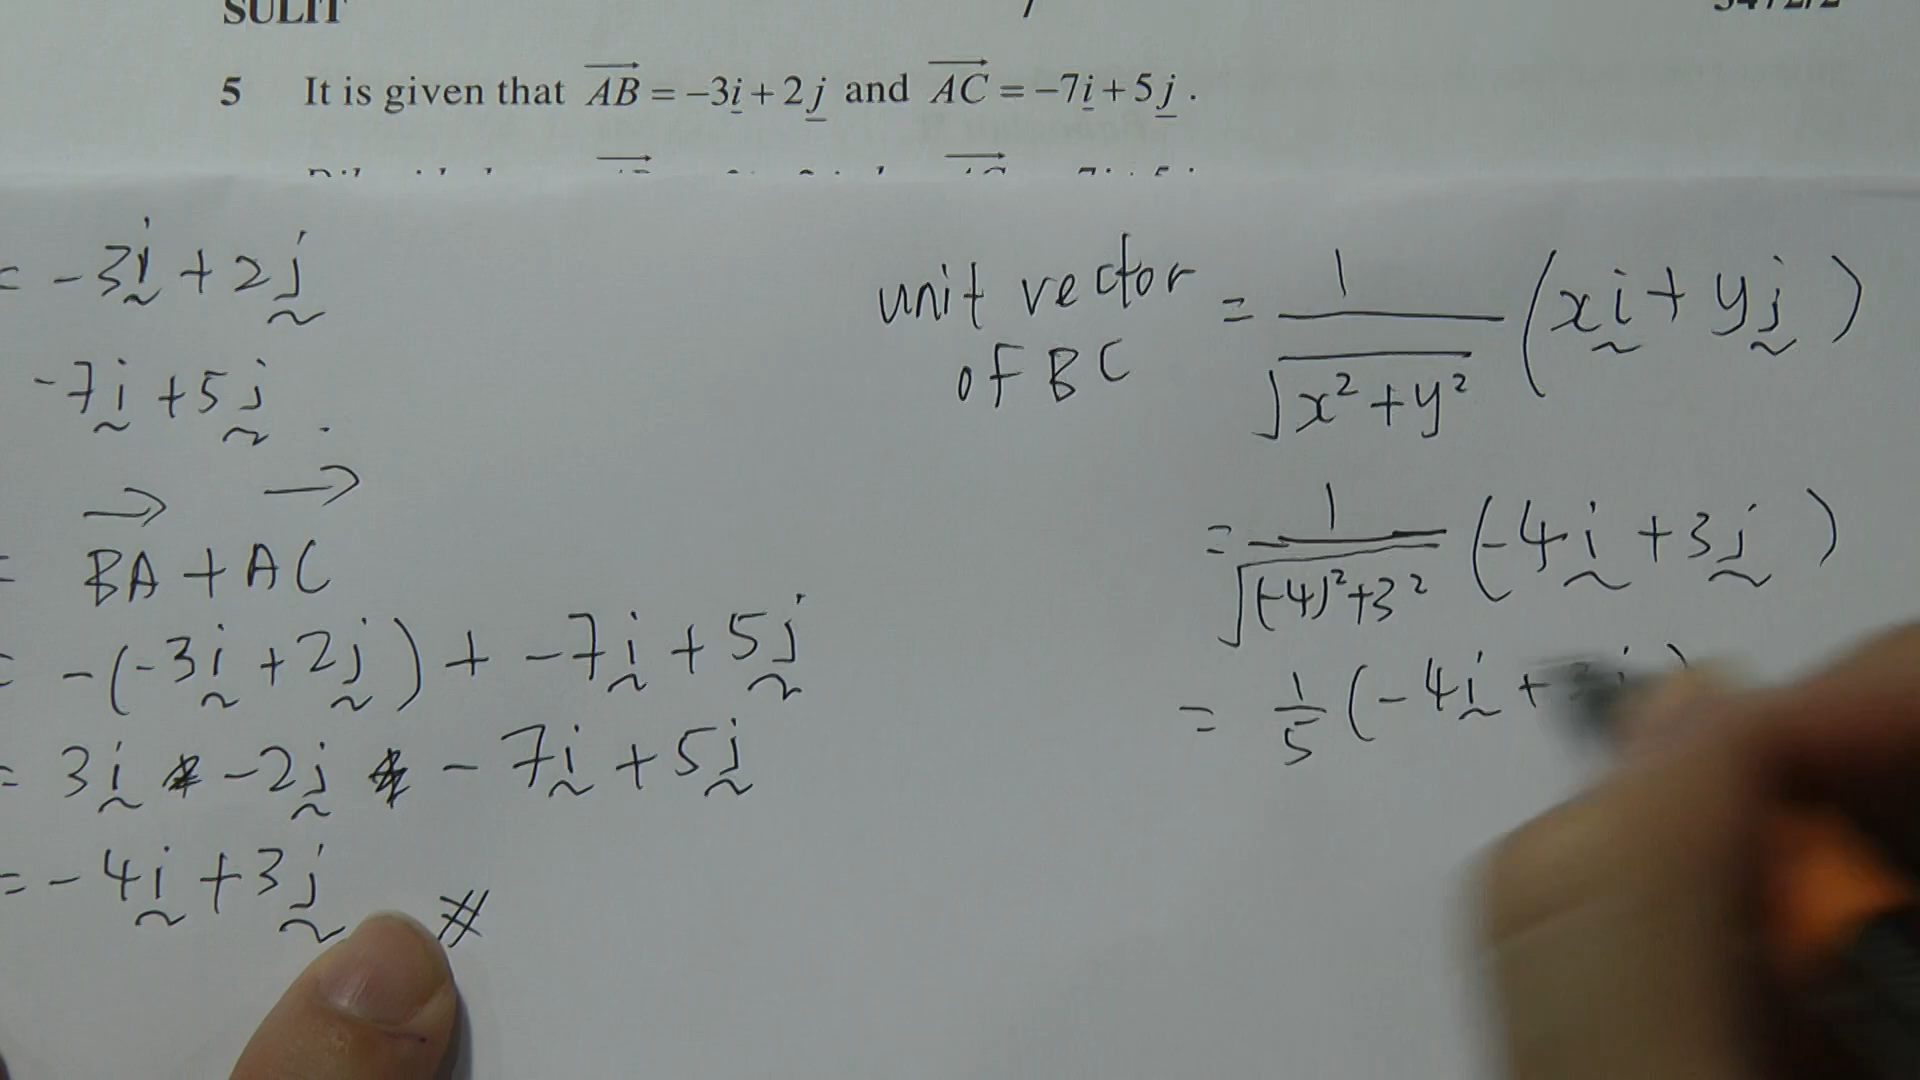 SULIT
5 It is given that AB = −3i + 2j and AC = −7i + 5j .
= -3i + 2j
-7i + 5j .
= BA + AC
= -(-3i + 2j) + -7i + 5j
= 3i - 2j - 7i + 5j
= -4i + 3j #
unit vector of BC = 1/√(x² + y²) (xi + yj)
= 1/√((-4)² + 3²) (-4i + 3j)
= 1/5 (-4i +